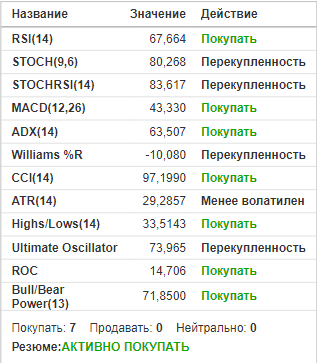 Название Значение Действие
RSI(14) 67,664 Покупать
STOCH(9,6) 80,268 Перекупленность
STOCHRSI(14) 83,617 Перекупленность
MACD(12,26) 43,330 Покупать
ADX(14) 63,507 Покупать
Williams %R -10,080 Перекупленность
CCI(14) 97,1990 Покупать
ATR(14) 29,2857 Менее волатилен
Highs/Lows(14) 33,5143 Покупать
Ultimate Oscillator 73,965 Перекупленность
ROC 14,706 Покупать
Bull/Bear
Power(13) 71,8500 Покупать
Покупать: 7 Продавать: 0 Нейтрально: 0
Резюме:АКТИВНО ПОКУПАТЬ